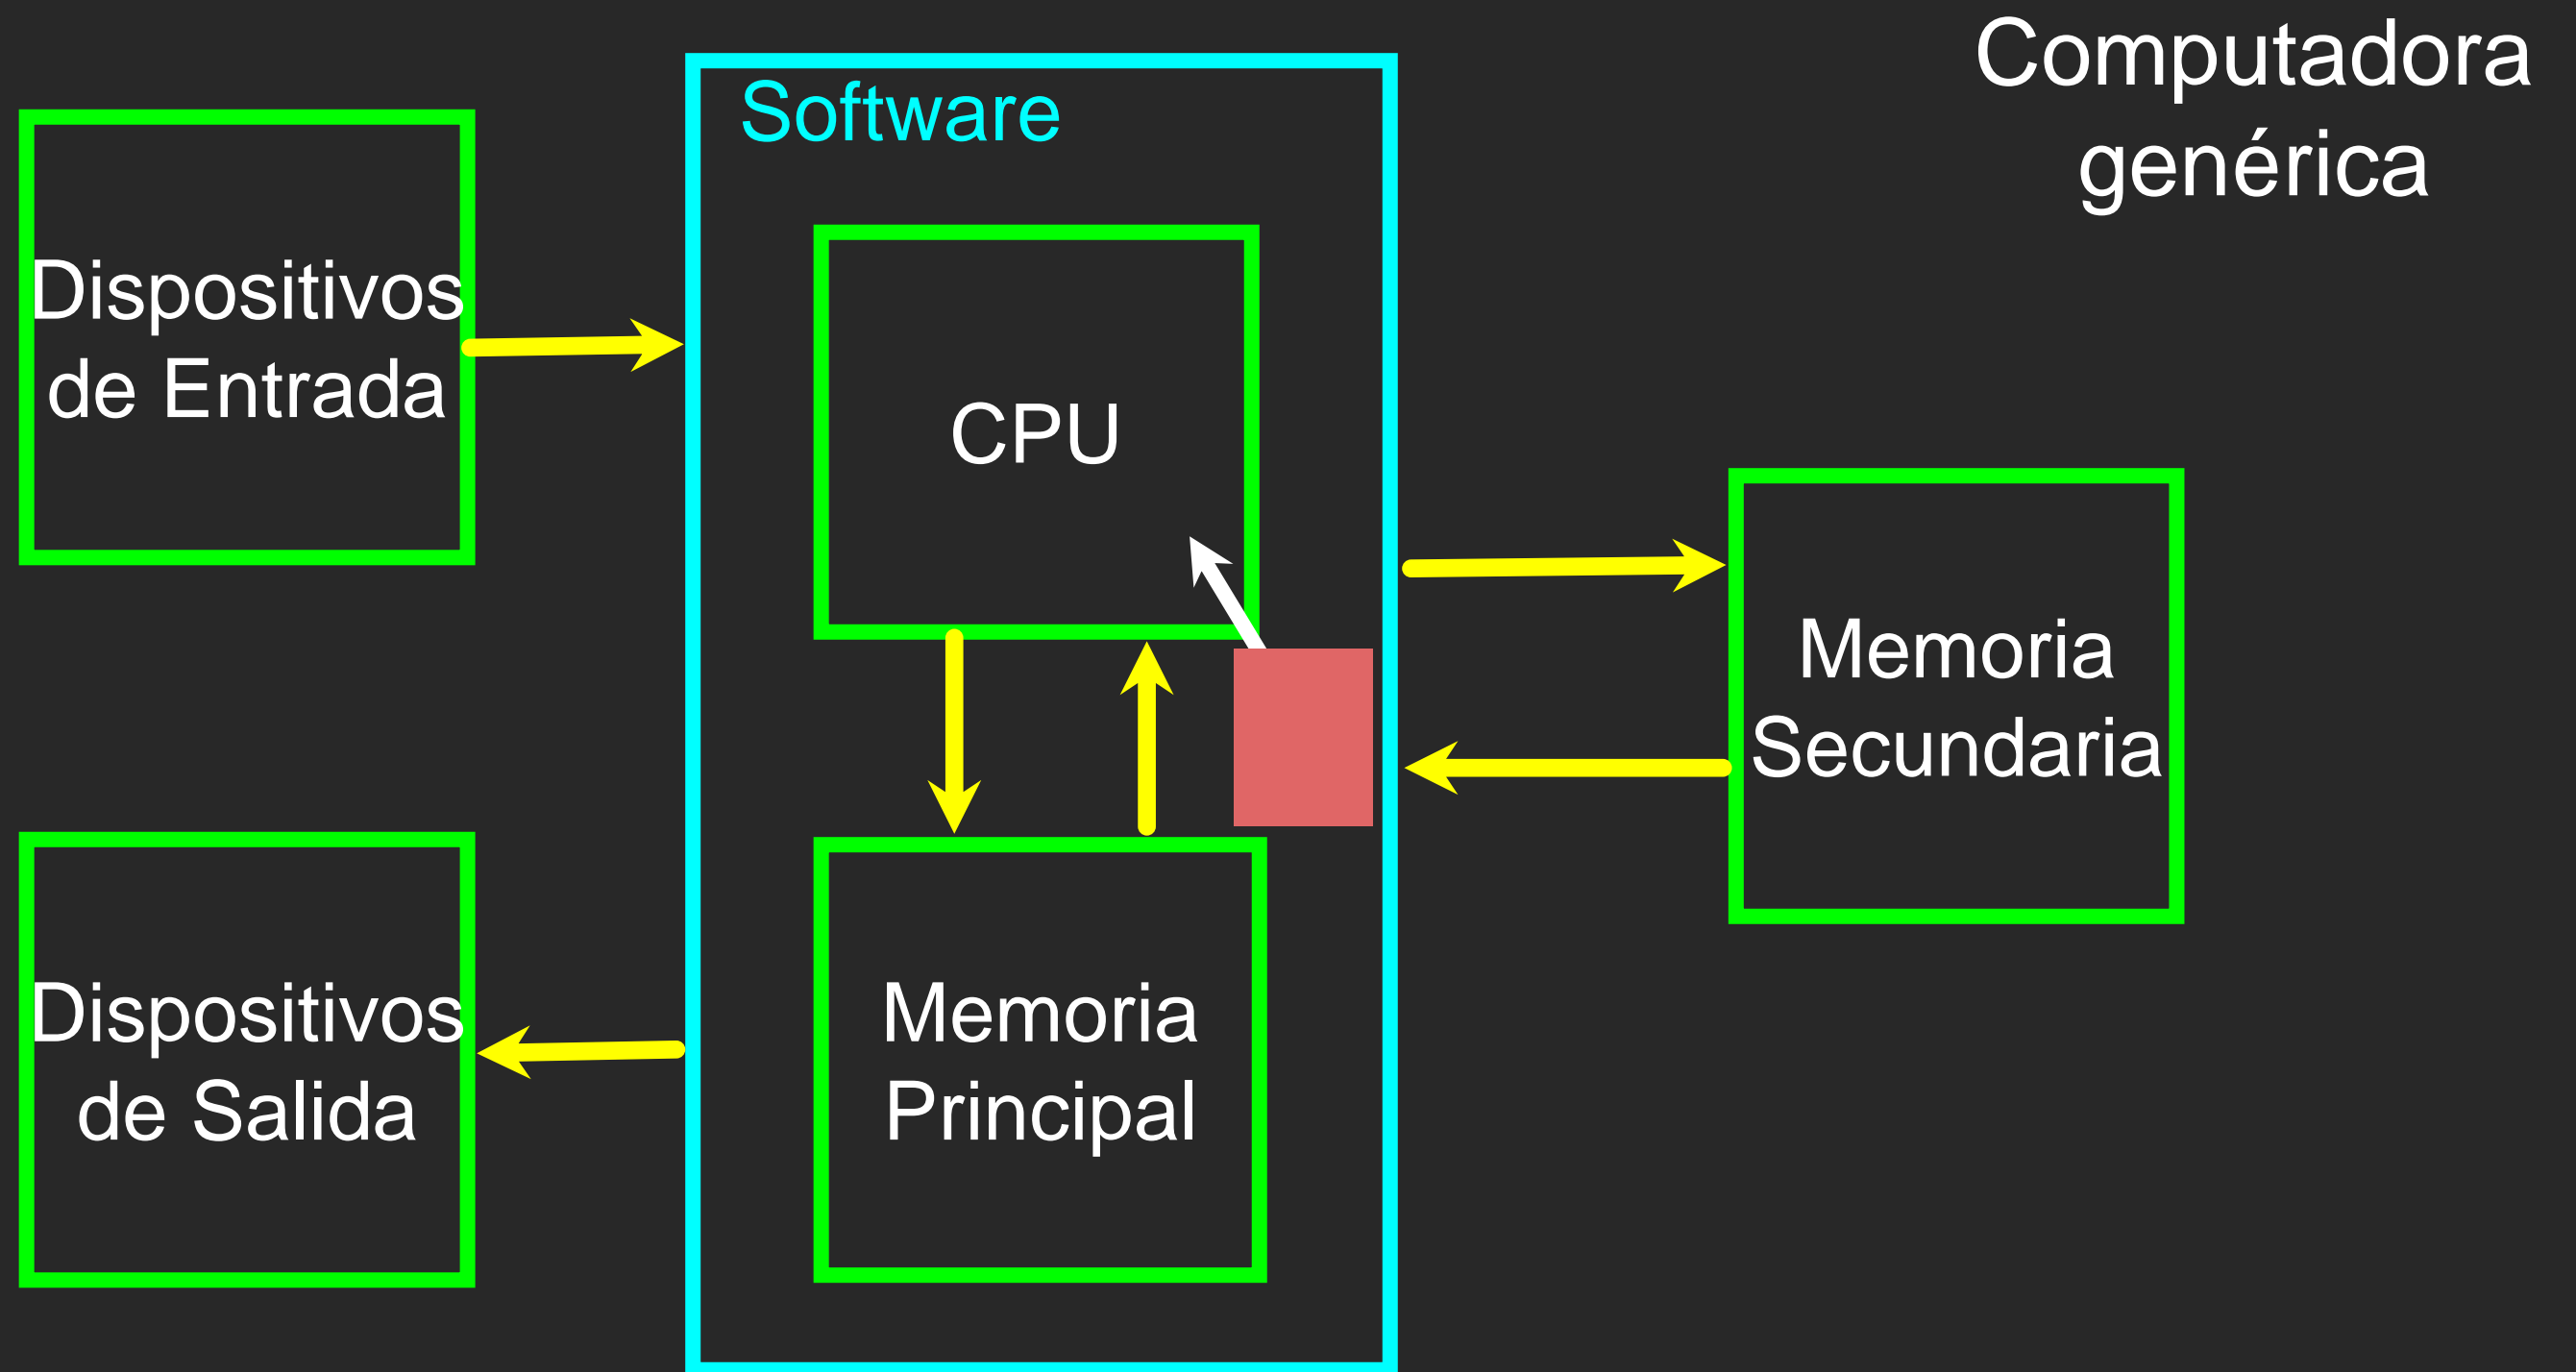 Computadora
genérica
Software
Dispositivos
de Entrada
CPU
Memoria
Secundaria
Dispositivos
de Salida
Memoria
Principal